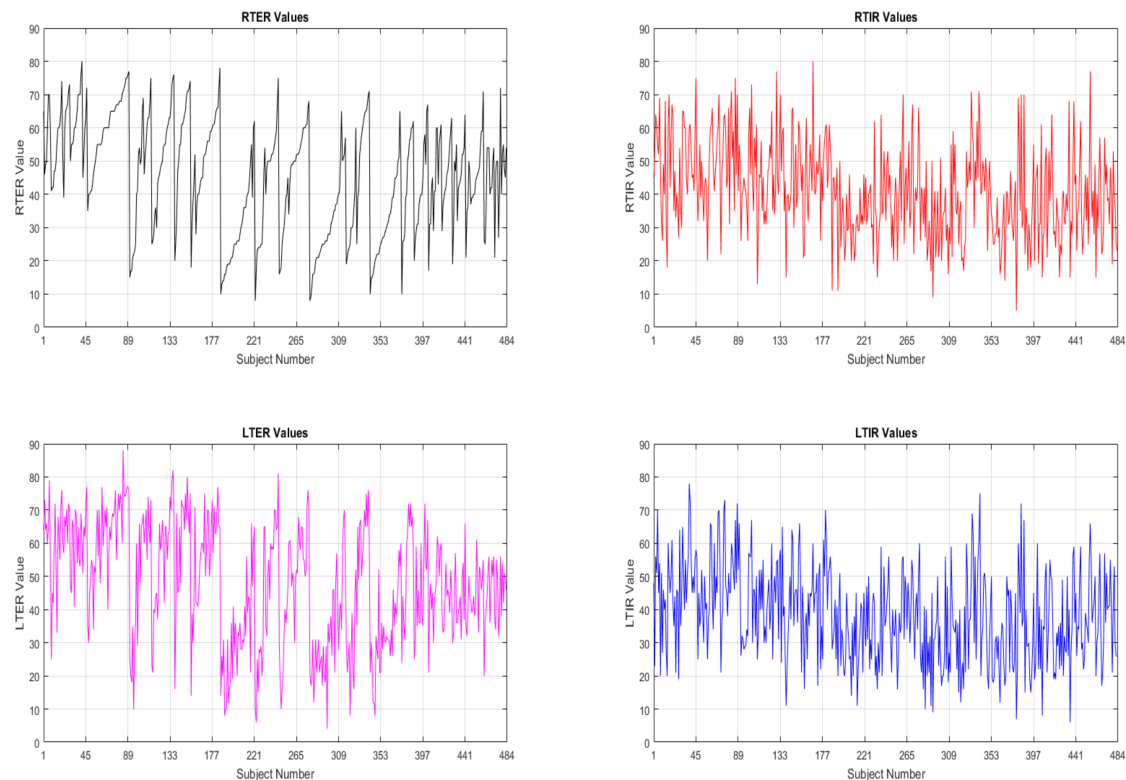 RTER Values
90
80
70
60
50
40
30
20
10
0
RTER Value
1 45 89 133 177 221 265 309 353 397 441 484
Subject Number
RTIR Values
90
80
70
60
50
40
30
20
10
0
RTIR Value
1 45 89 133 177 221 265 309 353 397 441 484
Subject Number
LTER Values
90
80
70
60
50
40
30
20
10
0
LTER Value
1 45 89 133 177 221 265 309 353 397 441 484
Subject Number
LTIR Values
90
80
70
60
50
40
30
20
10
0
LTIR Value
1 45 89 133 177 221 265 309 353 397 441 484
Subject Number